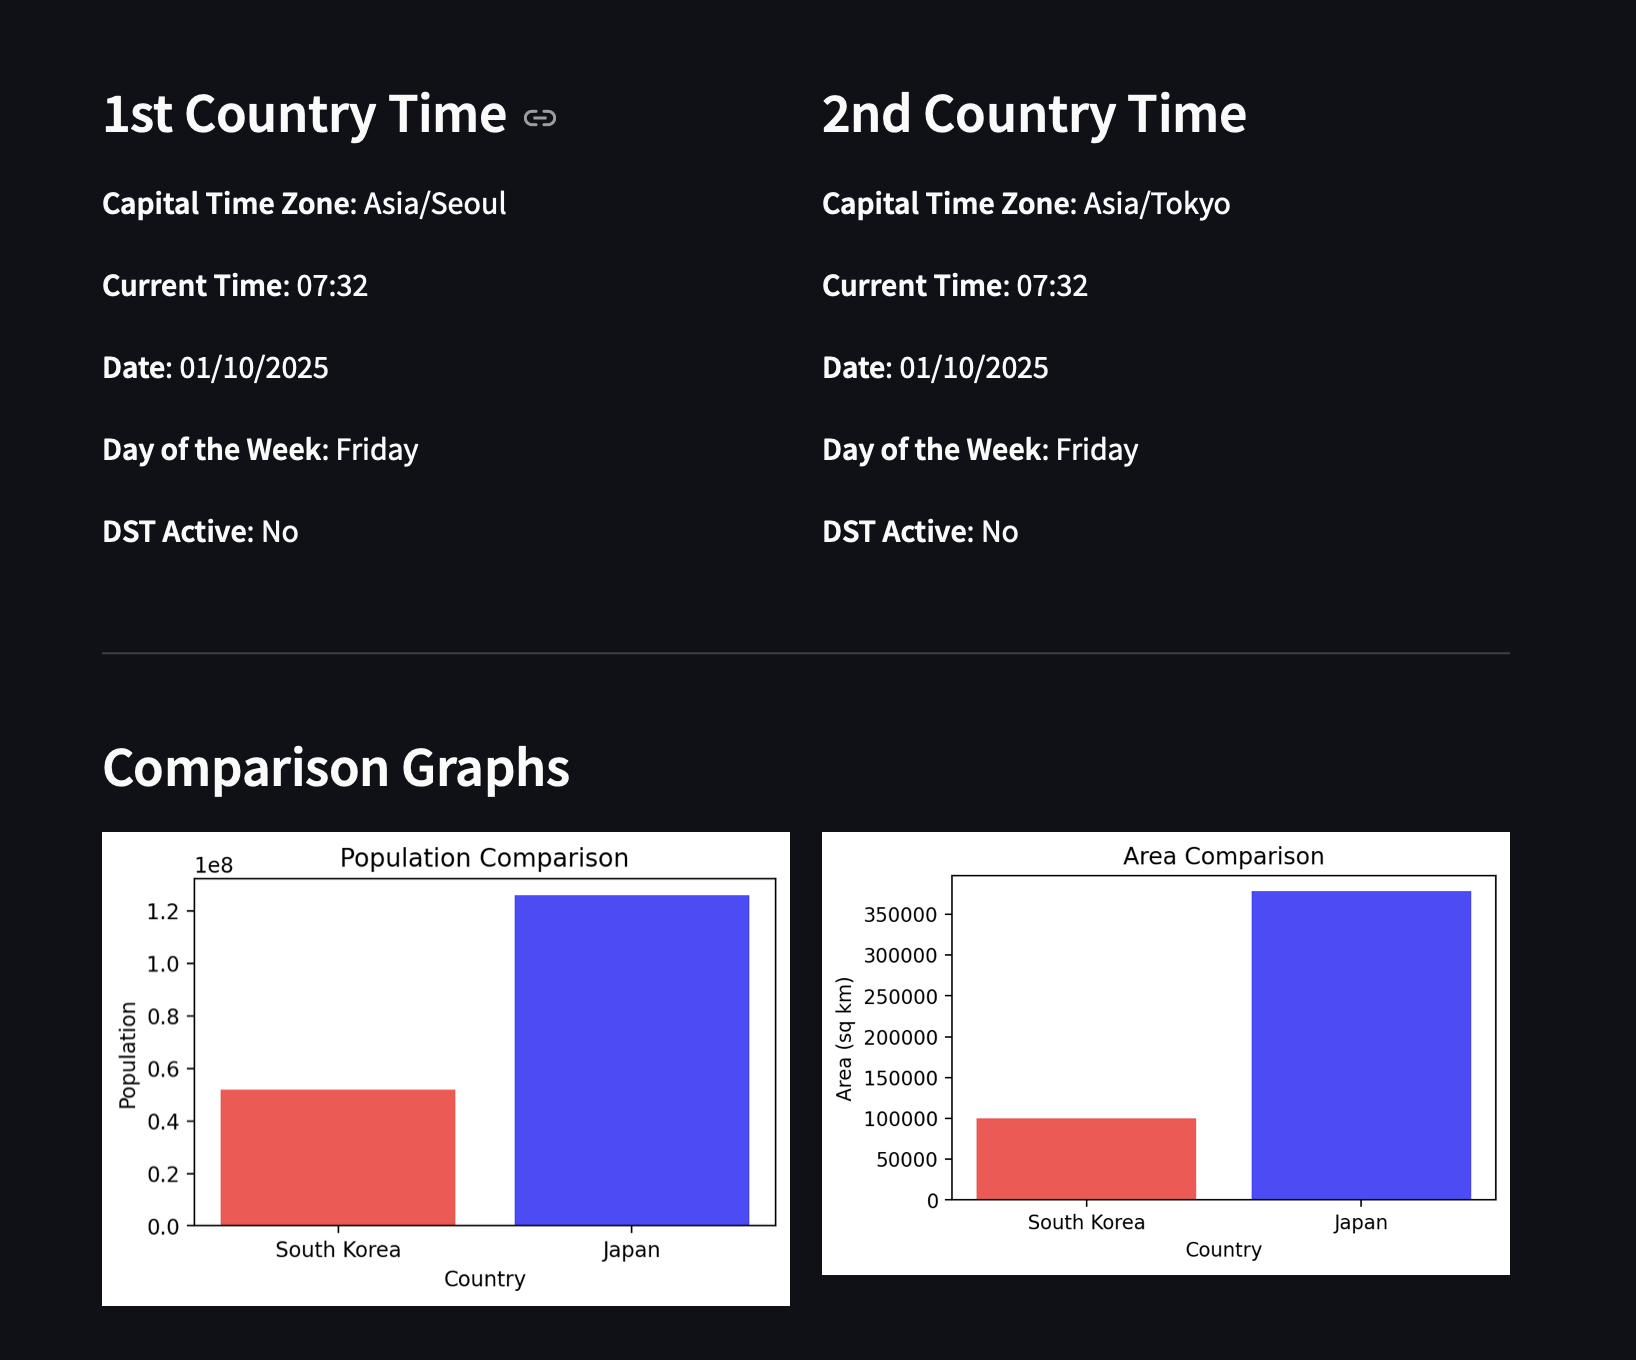 1st Country Time
Capital Time Zone: Asia/Seoul
Current Time: 07:32
Date: 01/10/2025
Day of the Week: Friday
DST Active: No
2nd Country Time
Capital Time Zone: Asia/Tokyo
Current Time: 07:32
Date: 01/10/2025
Day of the Week: Friday
DST Active: No
Comparison Graphs
Population Comparison
1e8
1.2
1.0
0.8
0.6
0.4
0.2
0.0
Population
South Korea
Japan
Country
Area Comparison
350000
300000
250000
200000
150000
100000
50000
0
Area (sq km)
South Korea
Japan
Country